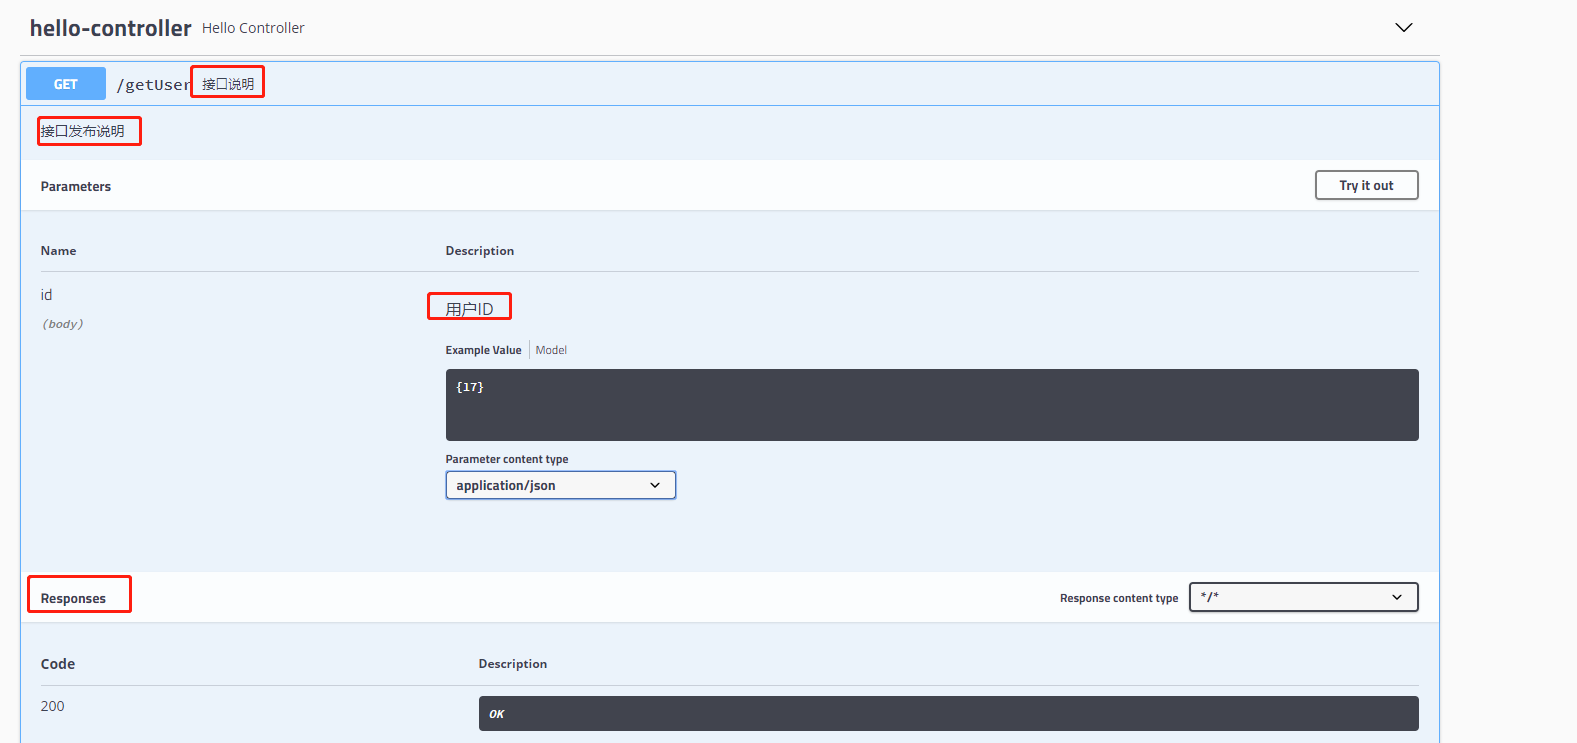 hello-controller Hello Controller
GET /getUser 接口说明
接口发布说明
Parameters Try it out
Name Description
id 用户ID
(body)
Example Value Model
{17}
Parameter content type
application/json
Responses Response content type */*
Code Description
200 OK